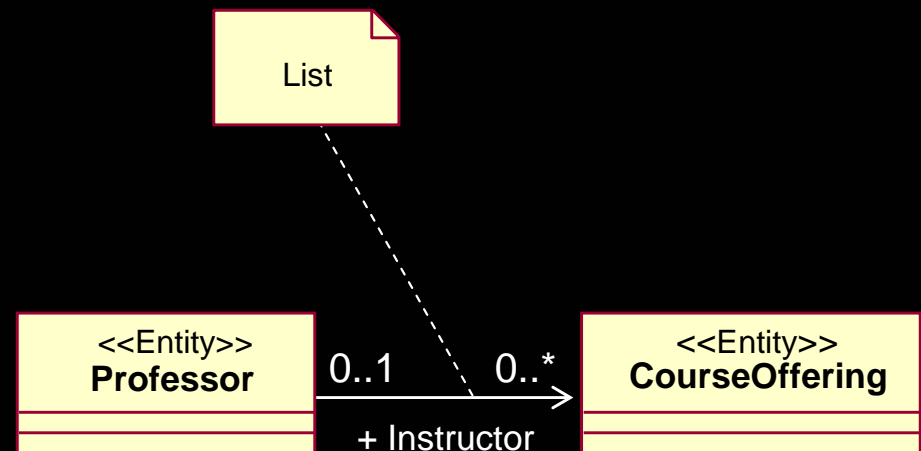 List
<<Entity>>
Professor
0..1
0..*
+ Instructor
<<Entity>>
CourseOffering